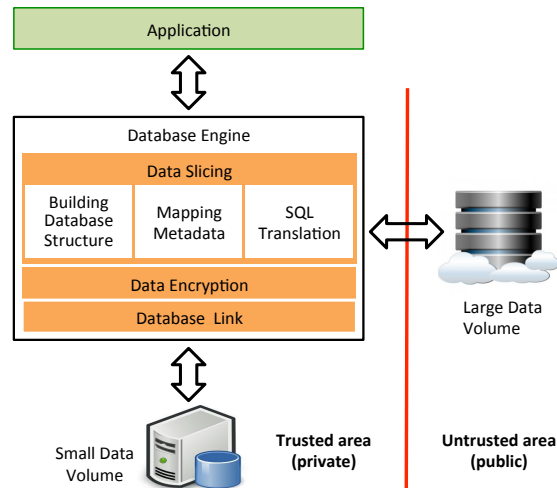 Application
Database Engine
Data Slicing
Building
Database
Structure
Mapping
Metadata
SQL
Translation
Data Encryption
Database Link
Large Data
Volume
Small Data
Volume
Trusted area
(private)
Untrusted area
(public)